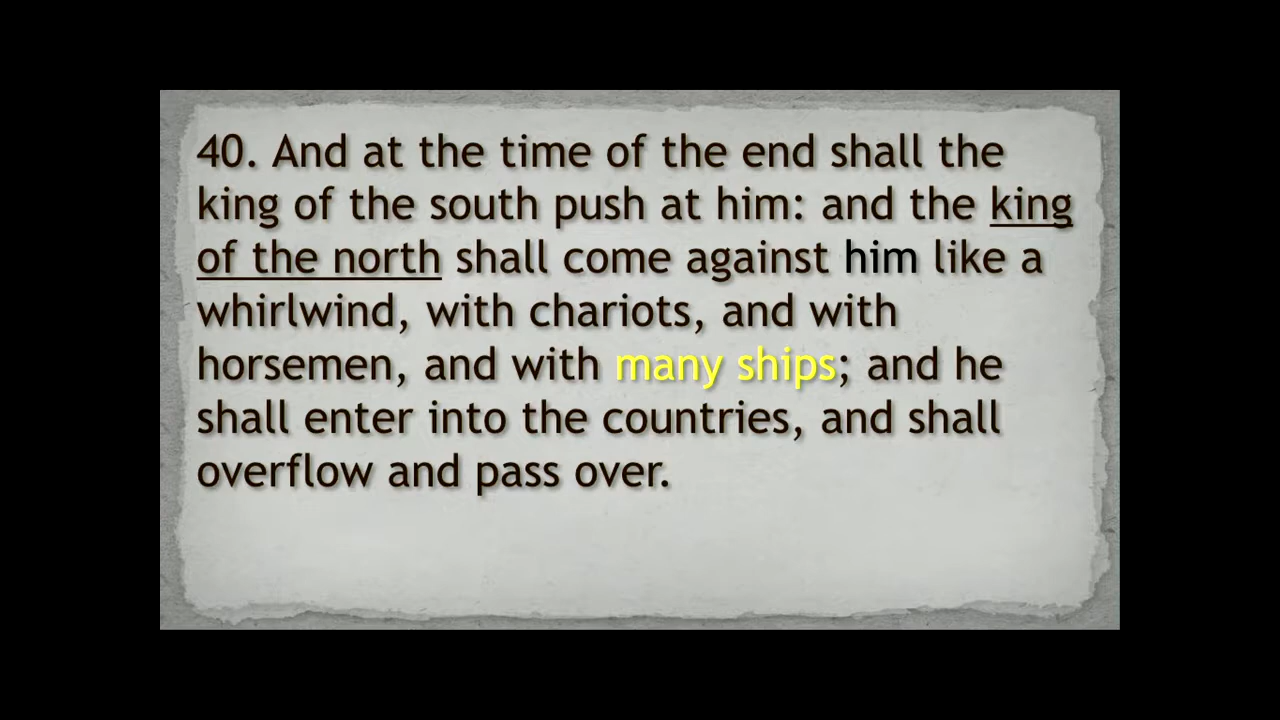 40. And at the time of the end shall the
king of the south push at him: and the king
of the north shall come against him like a
whirlwind, with chariots, and with
horsemen, and with many ships; and he
shall enter into the countries, and shall
overflow and pass over.